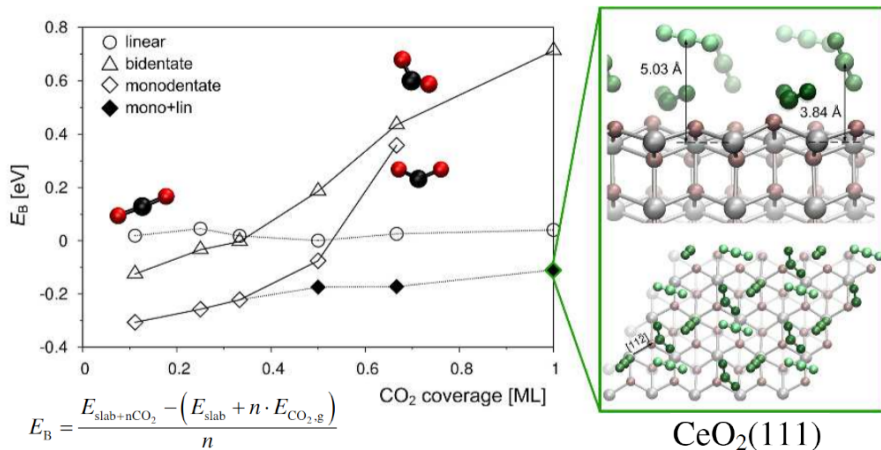 0.8
0.6
0.4
0.2
0
-0.2
-0.4
E_B [eV]
linear
bidentate
monodentate
mono+lin
0 0.2 0.4 0.6 0.8 1
CO₂ coverage [ML]
E_B = (E_slab+nCO₂ − (E_slab + n · E_CO₂,g)) / n
5.03 Å
3.84 Å
[112̄]
CeO₂(111)